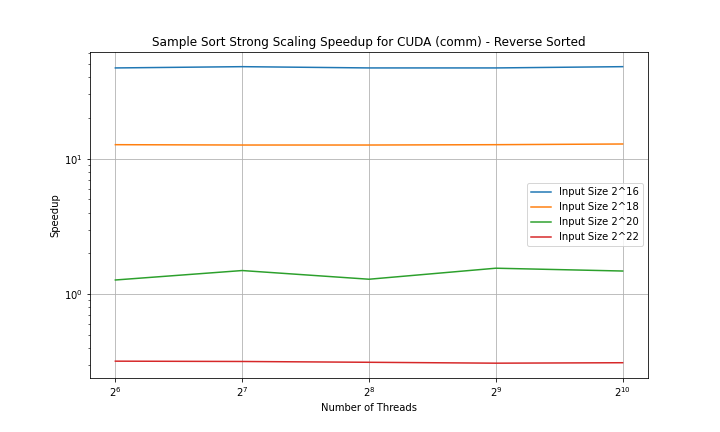 Sample Sort Strong Scaling Speedup for CUDA (comm) - Reverse Sorted
Speedup
10¹
10⁰
Input Size 2^16
Input Size 2^18
Input Size 2^20
Input Size 2^22
2⁶ 2⁷ 2⁸ 2⁹ 2¹⁰
Number of Threads